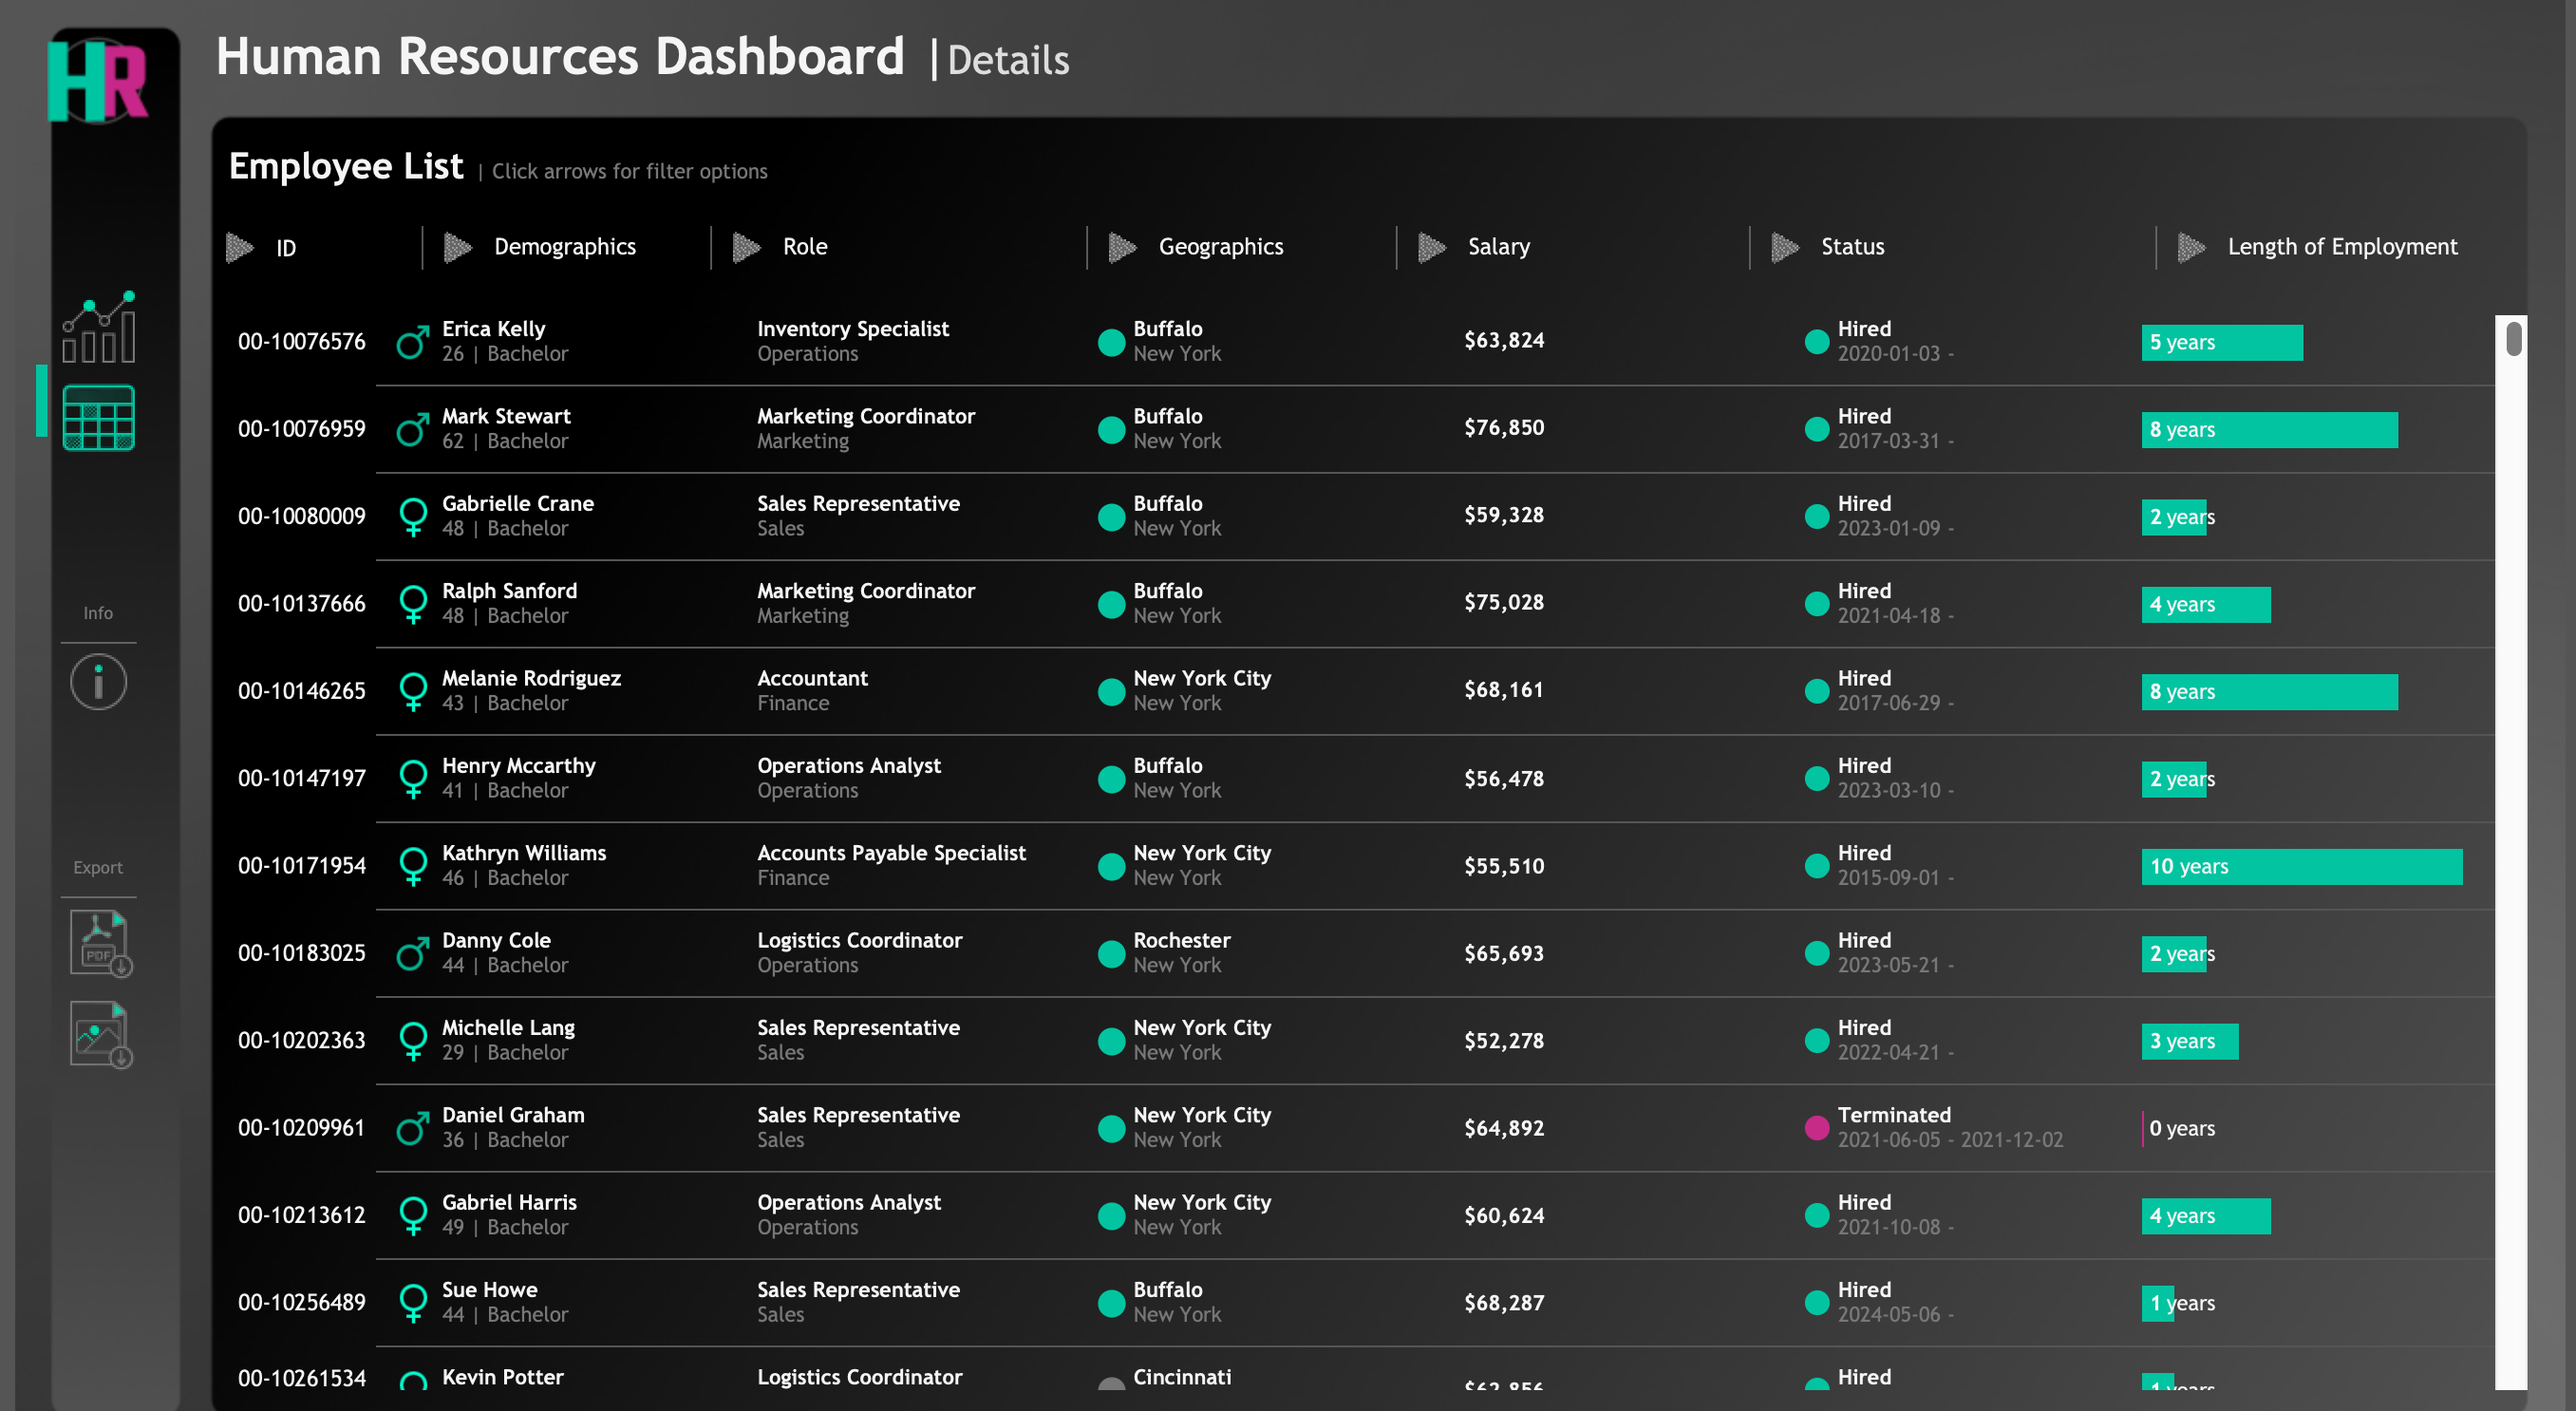 HR
Human Resources Dashboard | Details
Employee List | Click arrows for filter options
ID Demographics Role Geographics Salary Status Length of Employment
00-10076576 Erica Kelly Inventory Specialist Buffalo $63,824 Hired 5 years
26 | Bachelor Operations New York 2020-01-03 -
00-10076959 Mark Stewart Marketing Coordinator Buffalo $76,850 Hired 8 years
62 | Bachelor Marketing New York 2017-03-31 -
00-10080009 Gabrielle Crane Sales Representative Buffalo $59,328 Hired 2 years
48 | Bachelor Sales New York 2023-01-09 -
00-10137666 Ralph Sanford Marketing Coordinator Buffalo $75,028 Hired 4 years
48 | Bachelor Marketing New York 2021-04-18 -
Info
00-10146265 Melanie Rodriguez Accountant New York City $68,161 Hired 8 years
43 | Bachelor Finance New York 2017-06-29 -
00-10147197 Henry Mccarthy Operations Analyst Buffalo $56,478 Hired 2 years
41 | Bachelor Operations New York 2023-03-10 -
00-10171954 Kathryn Williams Accounts Payable Specialist New York City $55,510 Hired 10 years
46 | Bachelor Finance New York 2015-09-01 -
Export
PDF
00-10183025 Danny Cole Logistics Coordinator Rochester $65,693 Hired 2 years
44 | Bachelor Operations New York 2023-05-21 -
00-10202363 Michelle Lang Sales Representative New York City $52,278 Hired 3 years
29 | Bachelor Sales New York 2022-04-21 -
00-10209961 Daniel Graham Sales Representative New York City $64,892 Terminated 0 years
36 | Bachelor Sales New York 2021-06-05 - 2021-12-02
00-10213612 Gabriel Harris Operations Analyst New York City $60,624 Hired 4 years
49 | Bachelor Operations New York 2021-10-08 -
00-10256489 Sue Howe Sales Representative Buffalo $68,287 Hired 1 years
44 | Bachelor Sales New York 2024-05-06 -
00-10261534 Kevin Potter Logistics Coordinator Cincinnati Hired